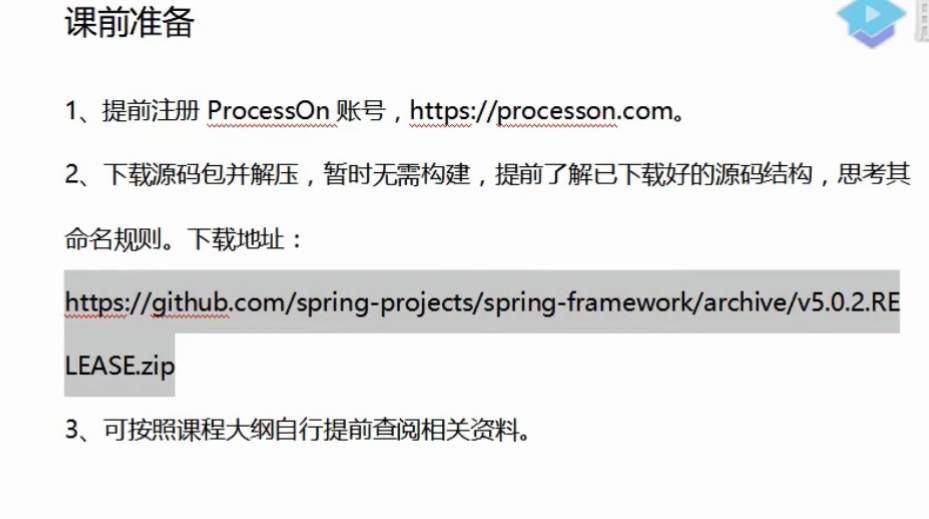 课前准备
1、提前注册 ProcessOn 账号，https://processon.com。
2、下载源码包并解压，暂时无需构建，提前了解已下载好的源码结构，思考其
命名规则。下载地址：
https://github.com/spring-projects/spring-framework/archive/v5.0.2.RE
LEASE.zip
3、可按照课程大纲自行提前查阅相关资料。